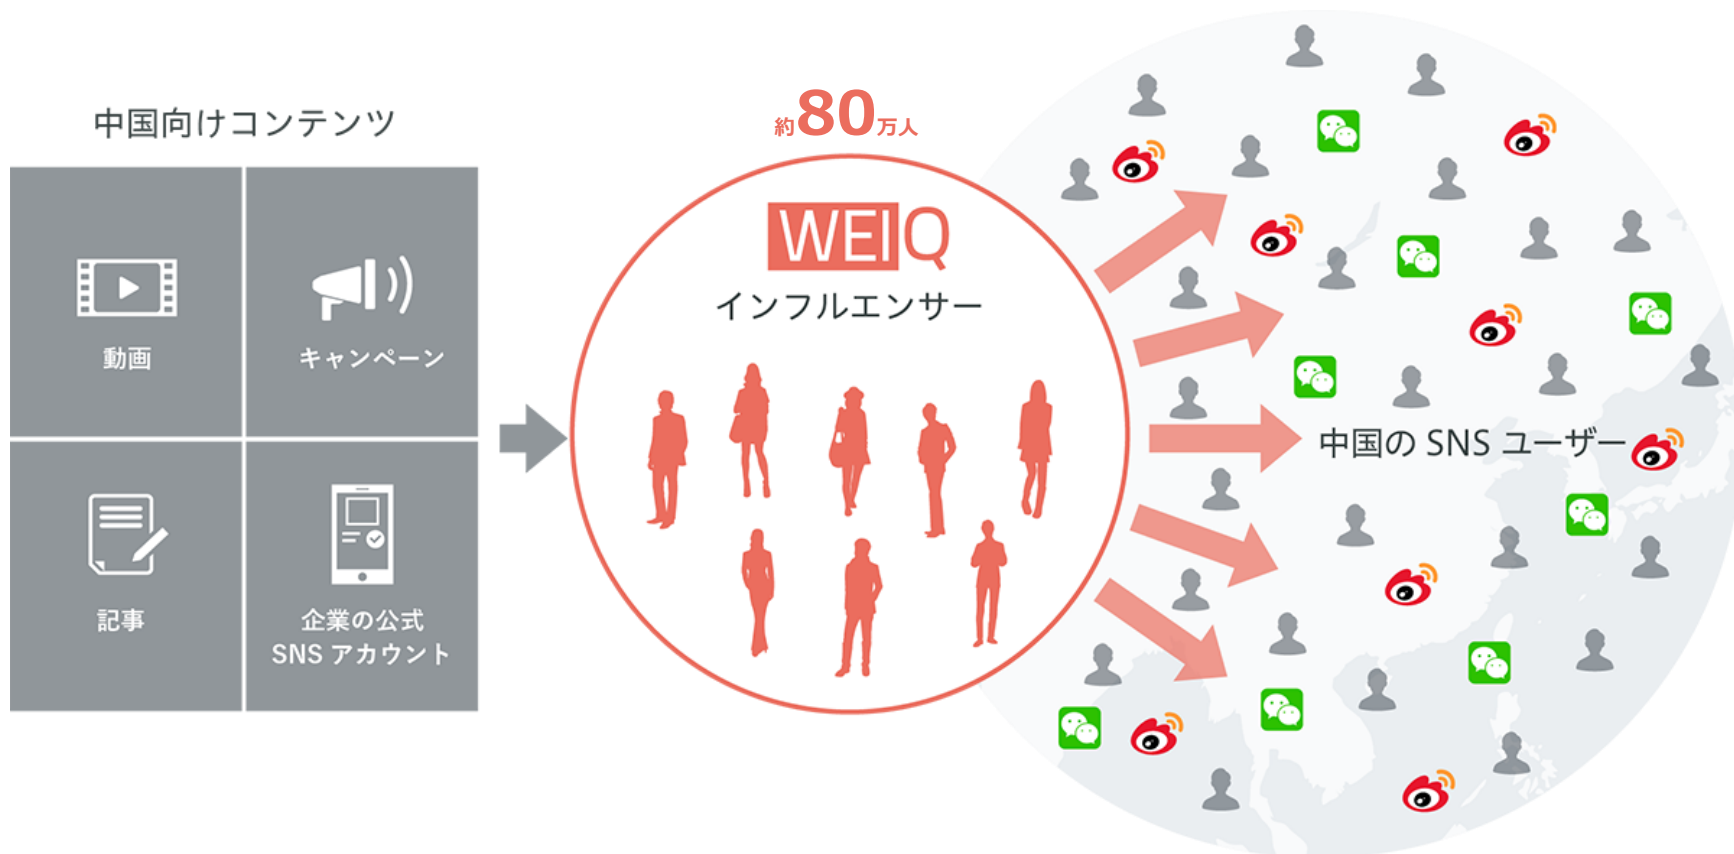 中国向けコンテンツ
動画
キャンペーン
記事
企業の公式
SNS アカウント
約80万人
WEIQ
インフルエンサー
中国の SNS ユーザー